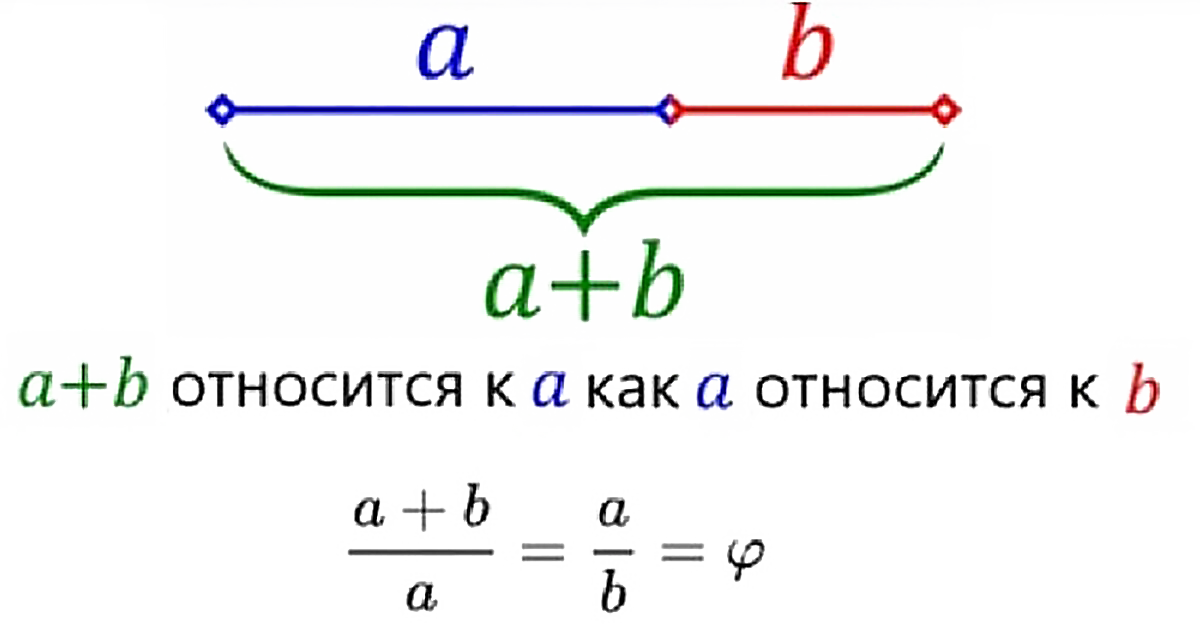 a b
a+b
a+b относится к a как a относится к b
a + b / a = a / b = φ